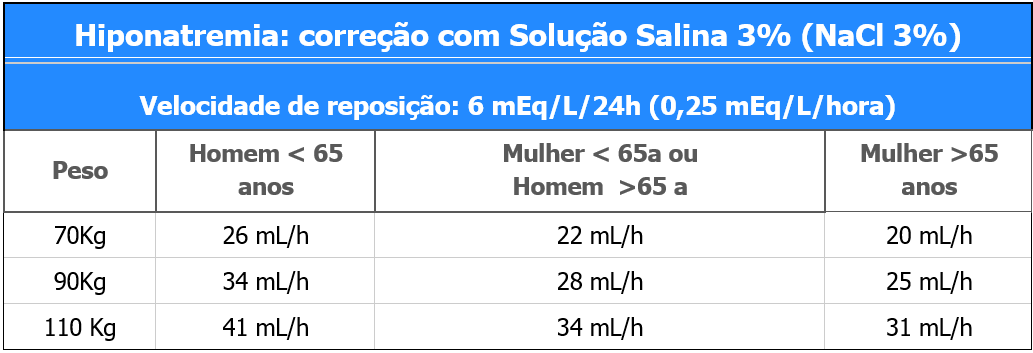 Hiponatremia: correção com Solução Salina 3% (NaCl 3%)
Velocidade de reposição: 6 mEq/L/24h (0,25 mEq/L/hora)
Peso
Homem < 65
anos
Mulher < 65a ou
Homem >65 a
Mulher >65
anos
70Kg 26 mL/h 22 mL/h 20 mL/h
90Kg 34 mL/h 28 mL/h 25 mL/h
110 Kg 41 mL/h 34 mL/h 31 mL/h